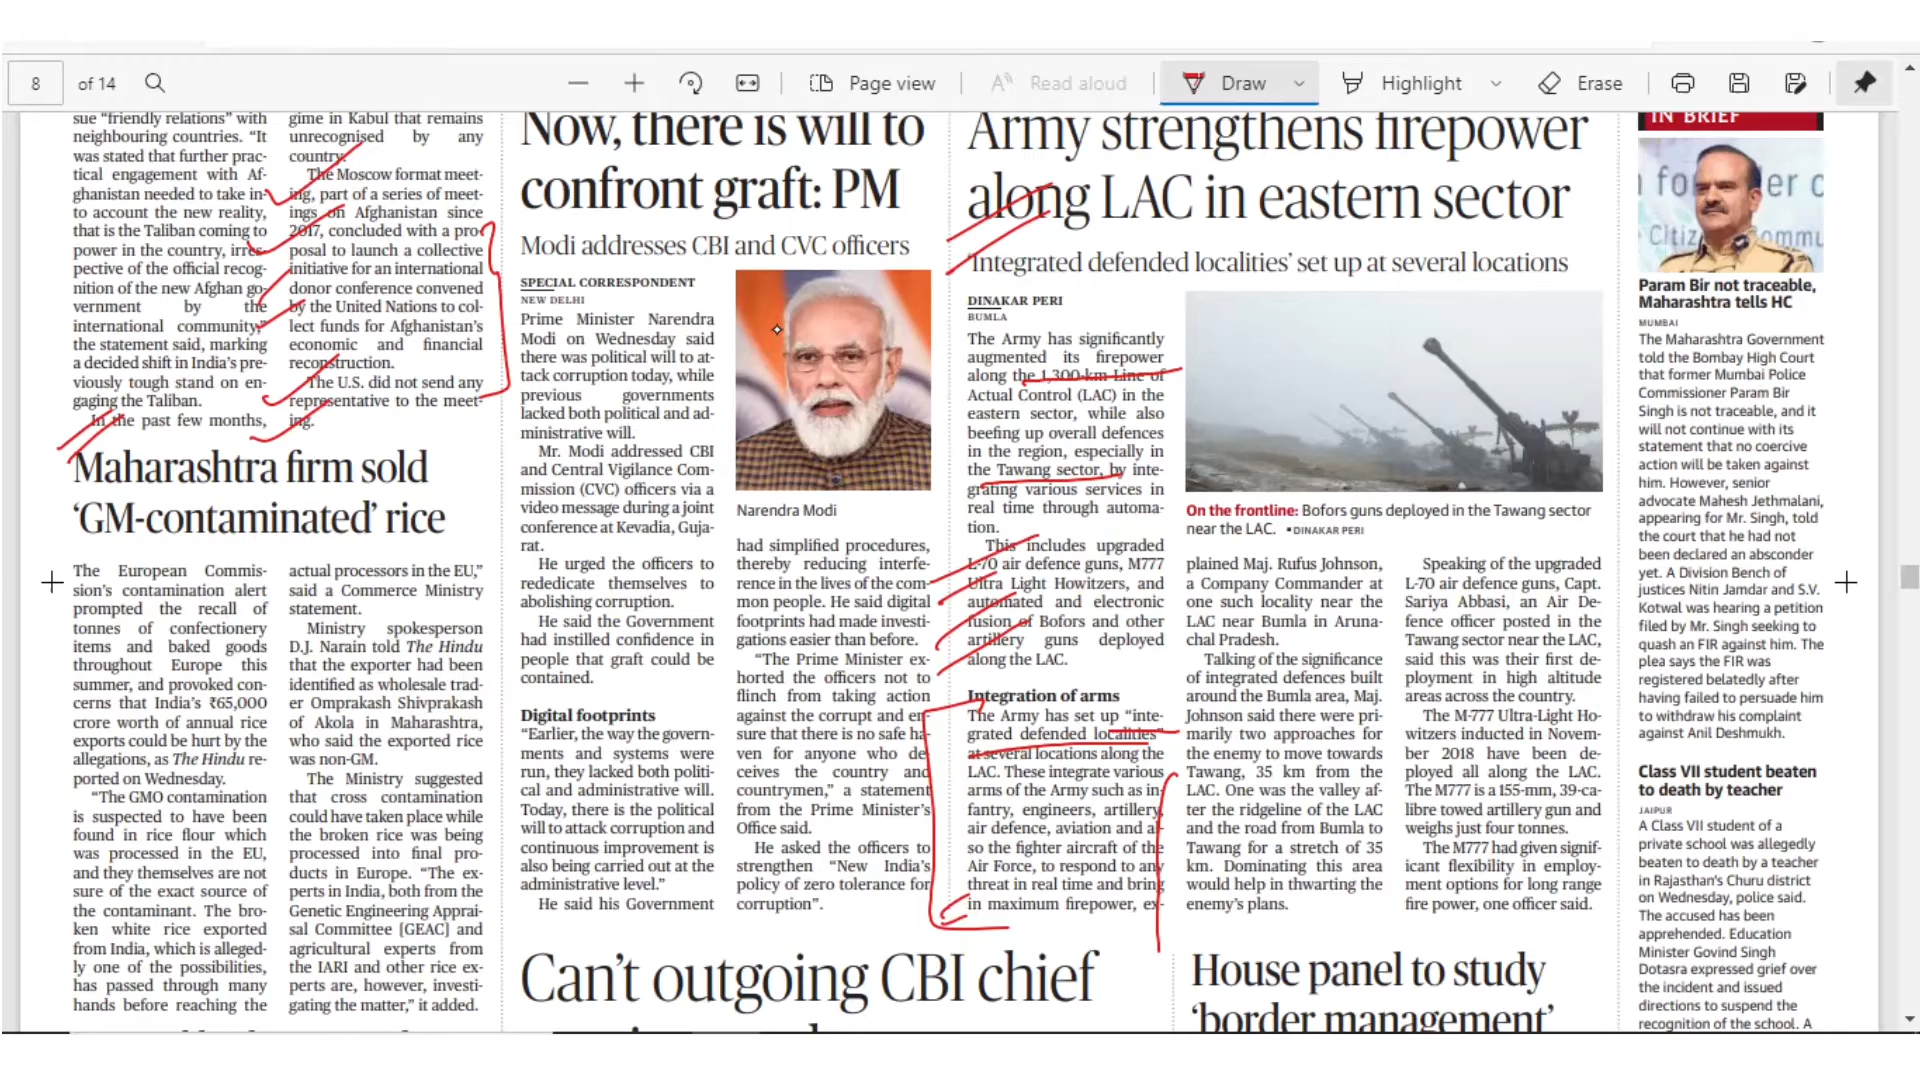 8 of 14
Page view
Read aloud
Draw
Highlight
Erase
sue “friendly relations” with
neighbouring countries. “It
was stated that further prac-
tical engagement with Af-
ghanistan needed to take in-
to account the new reality,
that is the Taliban coming to
power in the country, irres-
pective of the official recog-
nition of the new Afghan go-
vernment by the
international community,”
the statement said, marking
a decided shift in India’s pre-
viously tough stand on en-
gaging the Taliban.
In the past few months,
gime in Kabul that remains
unrecognised by any
country.
The Moscow format meet-
ing, part of a series of meet-
ings on Afghanistan since
2017, concluded with a pro-
posal to launch a collective
initiative for an international
donor conference convened
by the United Nations to col-
lect funds for Afghanistan’s
economic and financial
reconstruction.
The U.S. did not send any
representative to the meet-
ing.
Maharashtra firm sold
‘GM-contaminated’ rice
The European Commis-
sion’s contamination alert
prompted the recall of
tonnes of confectionery
items and baked goods
throughout Europe this
summer, and provoked con-
cerns that India’s ₹65,000
crore worth of annual rice
exports could be hurt by the
allegations, as The Hindu re-
ported on Wednesday.
“The GMO contamination
is suspected to have been
found in rice flour which
was processed in the EU,
and they themselves are not
sure of the exact source of
the contaminant. The bro-
ken white rice exported
from India, which is alleged-
ly one of the possibilities,
has passed through many
hands before reaching the
actual processors in the EU,”
said a Commerce Ministry
statement.
Ministry spokesperson
D.J. Narain told The Hindu
that the exporter had been
identified as wholesale trad-
er Omprakash Shivprakash
of Akola in Maharashtra,
who said the exported rice
was non-GM.
The Ministry suggested
that cross contamination
could have taken place while
the broken rice was being
processed into final pro-
ducts in Europe. “The ex-
perts in India, both from the
Genetic Engineering Apprai-
sal Committee [GEAC] and
agricultural experts from
the IARI and other rice ex-
perts are, however, investi-
gating the matter,” it added.
Now, there is will to
confront graft: PM
Modi addresses CBI and CVC officers
SPECIAL CORRESPONDENT
NEW DELHI
Prime Minister Narendra
Modi on Wednesday said
there was political will to at-
tack corruption today, while
previous governments
lacked both political and ad-
ministrative will.
Mr. Modi addressed CBI
and Central Vigilance Com-
mission (CVC) officers via a
video message during a joint
conference at Kevadia, Guja-
rat.
He urged the officers to
rededicate themselves to
abolishing corruption.
He said the Government
had instilled confidence in
people that graft could be
contained.
Digital footprints
“Earlier, the way the govern-
ments and systems were
run, they lacked both politi-
cal and administrative will.
Today, there is the political
will to attack corruption and
continuous improvement is
also being carried out at the
administrative level.”
He said his Government
Narendra Modi
had simplified procedures,
thereby reducing interfe-
rence in the lives of the com-
mon people. He said digital
footprints had made investi-
gations easier than before.
“The Prime Minister ex-
horted the officers not to
flinch from taking action
against the corrupt and en-
sure that there is no safe ha-
ven for anyone who de-
ceives the country and
countrymen,” a statement
from the Prime Minister’s
Office said.
He asked the officers to
strengthen “New India’s
policy of zero tolerance for
corruption”.
Can’t outgoing CBI chief
Army strengthens firepower
along LAC in eastern sector
‘Integrated defended localities’ set up at several locations
DINAKAR PERI
BUMLA
The Army has significantly
augmented its firepower
along the 1,300-km Line of
Actual Control (LAC) in the
eastern sector, while also
beefing up overall defences
in the region, especially in
the Tawang sector, by inte-
grating various services in
real time through automa-
tion.
This includes upgraded
L-70 air defence guns, M777
Ultra Light Howitzers, and
automated and electronic
fusion of Bofors and other
artillery guns deployed
along the LAC.
Integration of arms
The Army has set up “inte-
grated defended localities”
at several locations along the
LAC. These integrate various
arms of the Army such as in-
fantry, engineers, artillery,
air defence, aviation and al-
so the fighter aircraft of the
Air Force, to respond to any
threat in real time and bring
in maximum firepower, ex-
On the frontline: Bofors guns deployed in the Tawang sector
near the LAC. ▪DINAKAR PERI
plained Maj. Rufus Johnson,
a Company Commander at
one such locality near the
LAC near Bumla in Aruna-
chal Pradesh.
Talking of the significance
of integrated defences built
around the Bumla area, Maj.
Johnson said there were pri-
marily two approaches for
the enemy to move towards
Tawang, 35 km from the
LAC. One was the valley af-
ter the ridgeline of the LAC
and the road from Bumla to
Tawang for a stretch of 35
km. Dominating this area
would help in thwarting the
enemy’s plans.
Speaking of the upgraded
L-70 air defence guns, Capt.
Sariya Abbasi, an Air De-
fence officer posted in the
Tawang sector near the LAC,
said this was their first de-
ployment in high altitude
areas across the country.
The M-777 Ultra-Light Ho-
witzers inducted in Novem-
ber 2018 have been de-
ployed all along the LAC.
The M777 is a 155-mm, 39-ca-
libre towed artillery gun and
weighs just four tonnes.
The M777 had given signif-
icant flexibility in employ-
ment options for long range
fire power, one officer said.
House panel to study
‘border management’
IN BRIEF
Param Bir not traceable,
Maharashtra tells HC
MUMBAI
The Maharashtra Government
told the Bombay High Court
that former Mumbai Police
Commissioner Param Bir
Singh is not traceable, and it
will not continue with its
statement that no coercive
action will be taken against
him. However, senior
advocate Mahesh Jethmalani,
appearing for Mr. Singh, told
the court that he had not
been declared an absconder
yet. A Division Bench of
justices Nitin Jamdar and S.V.
Kotwal was hearing a petition
filed by Mr. Singh seeking to
quash an FIR against him. The
plea says the FIR was
registered belatedly after
having failed to persuade him
to withdraw his complaint
against Anil Deshmukh.
Class VII student beaten
to death by teacher
JAIPUR
A Class VII student of a
private school was allegedly
beaten to death by a teacher
in Rajasthan's Churu district
on Wednesday, police said.
The accused has been
apprehended. Education
Minister Govind Singh
Dotasra expressed grief over
the incident and issued
directions to suspend the
recognition of the school. A